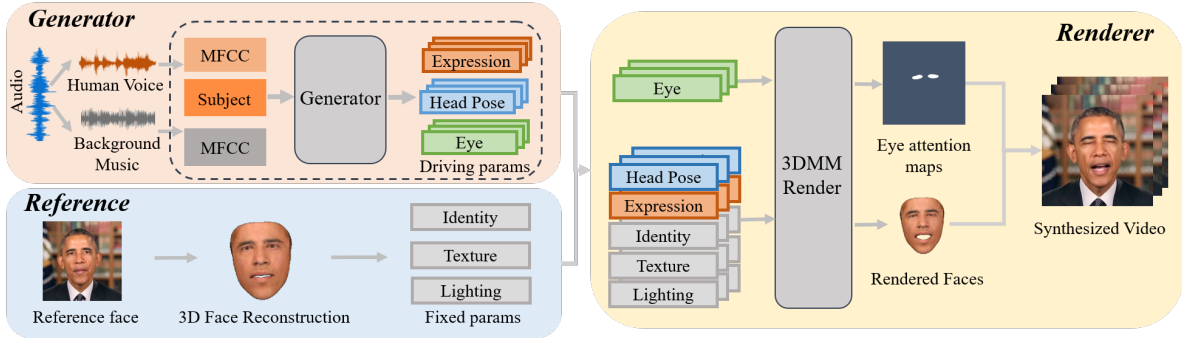 Generator
Audio
Human Voice
Background
Music
MFCC
Subject
MFCC
Generator
Expression
Head Pose
Eye
Driving params
Reference
Reference face
3D Face Reconstruction
Identity
Texture
Lighting
Fixed params
Renderer
Eye
Head Pose
Expression
Identity
Texture
Lighting
3DMM
Render
Eye attention
maps
Rendered Faces
Synthesized Video